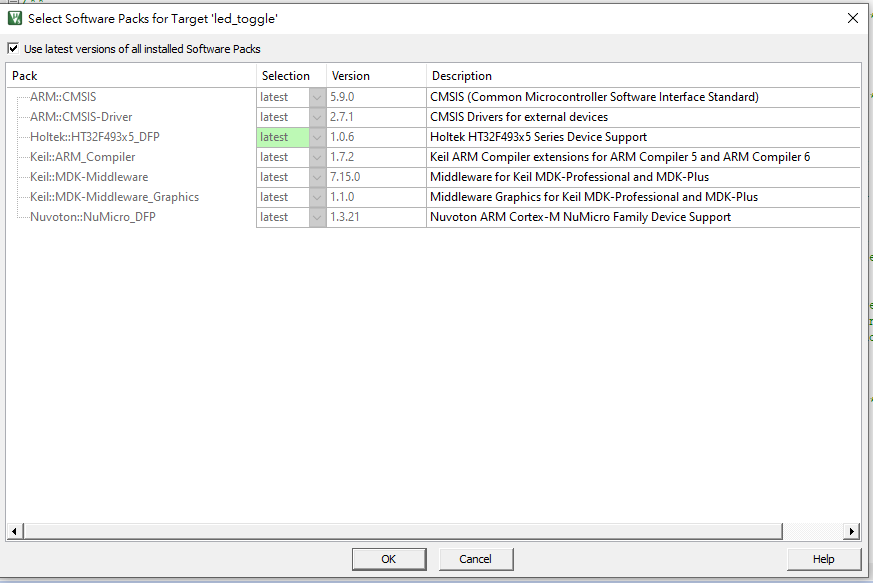 Select Software Packs for Target 'led_toggle'
Use latest versions of all installed Software Packs
Pack Selection Version Description
ARM::CMSIS latest 5.9.0 CMSIS (Common Microcontroller Software Interface Standard)
ARM::CMSIS-Driver latest 2.7.1 CMSIS Drivers for external devices
Holtek::HT32F493x5_DFP latest 1.0.6 Holtek HT32F493x5 Series Device Support
Keil::ARM_Compiler latest 1.7.2 Keil ARM Compiler extensions for ARM Compiler 5 and ARM Compiler 6
Keil::MDK-Middleware latest 7.15.0 Middleware for Keil MDK-Professional and MDK-Plus
Keil::MDK-Middleware_Graphics latest 1.1.0 Middleware Graphics for Keil MDK-Professional and MDK-Plus
Nuvoton::NuMicro_DFP latest 1.3.21 Nuvoton ARM Cortex-M NuMicro Family Device Support
OK Cancel Help